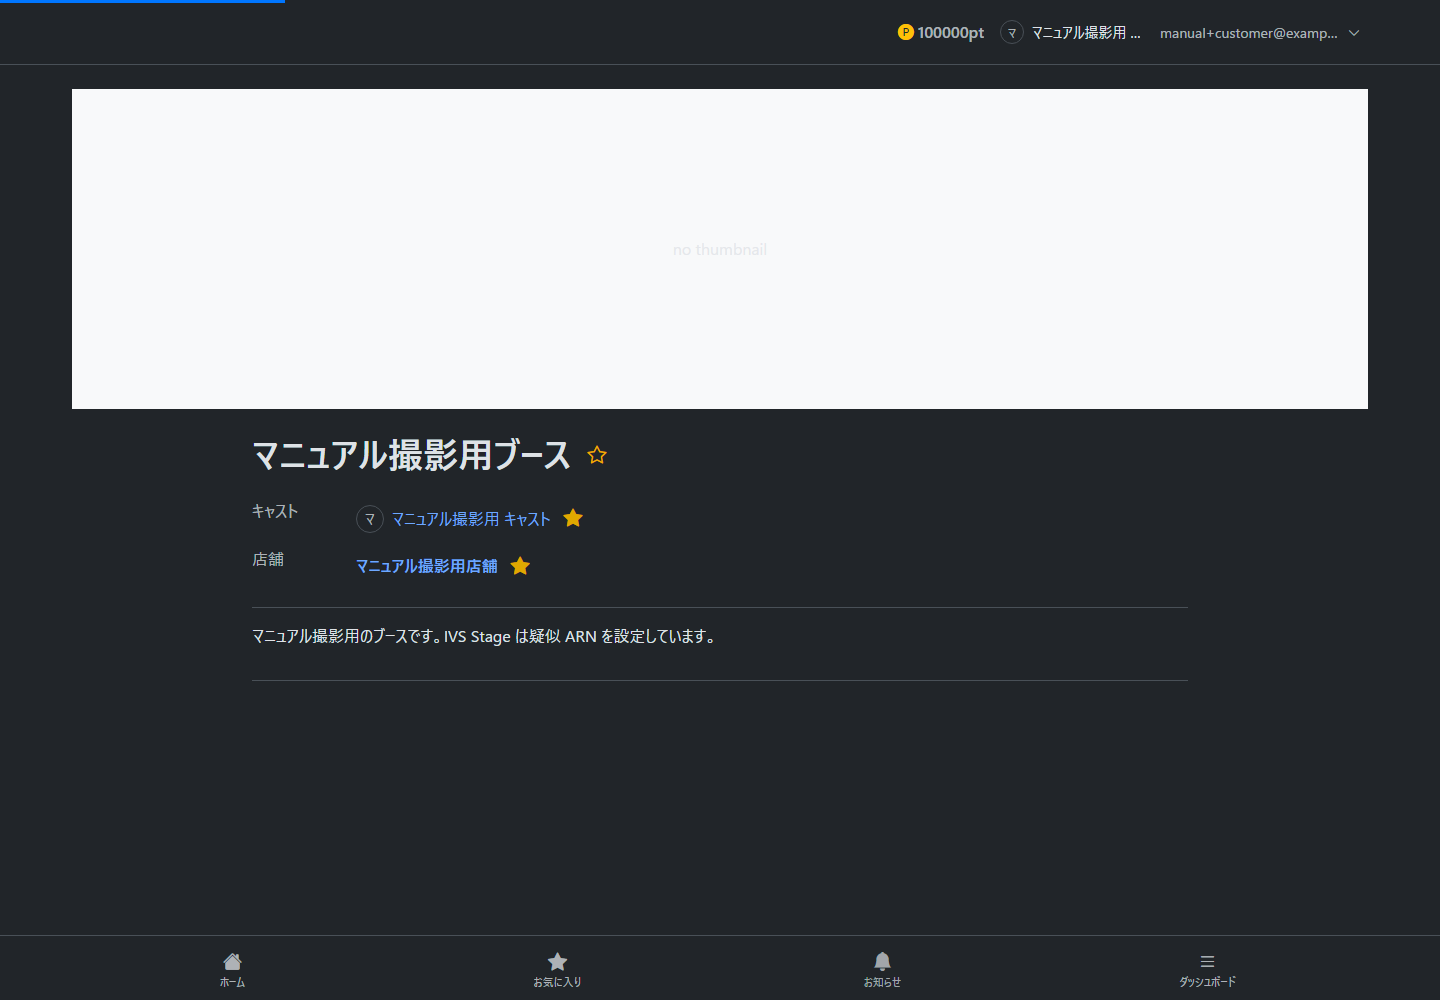 P 100000pt マ マニュアル撮影用 ... manual+customer@examp...
no thumbnail
マニュアル撮影用ブース
キャスト マ マニュアル撮影用 キャスト
店舗 マニュアル撮影用店舗
マニュアル撮影用のブースです。IVS Stage は疑似 ARN を設定しています。
ホーム お気に入り お知らせ ダッシュボード